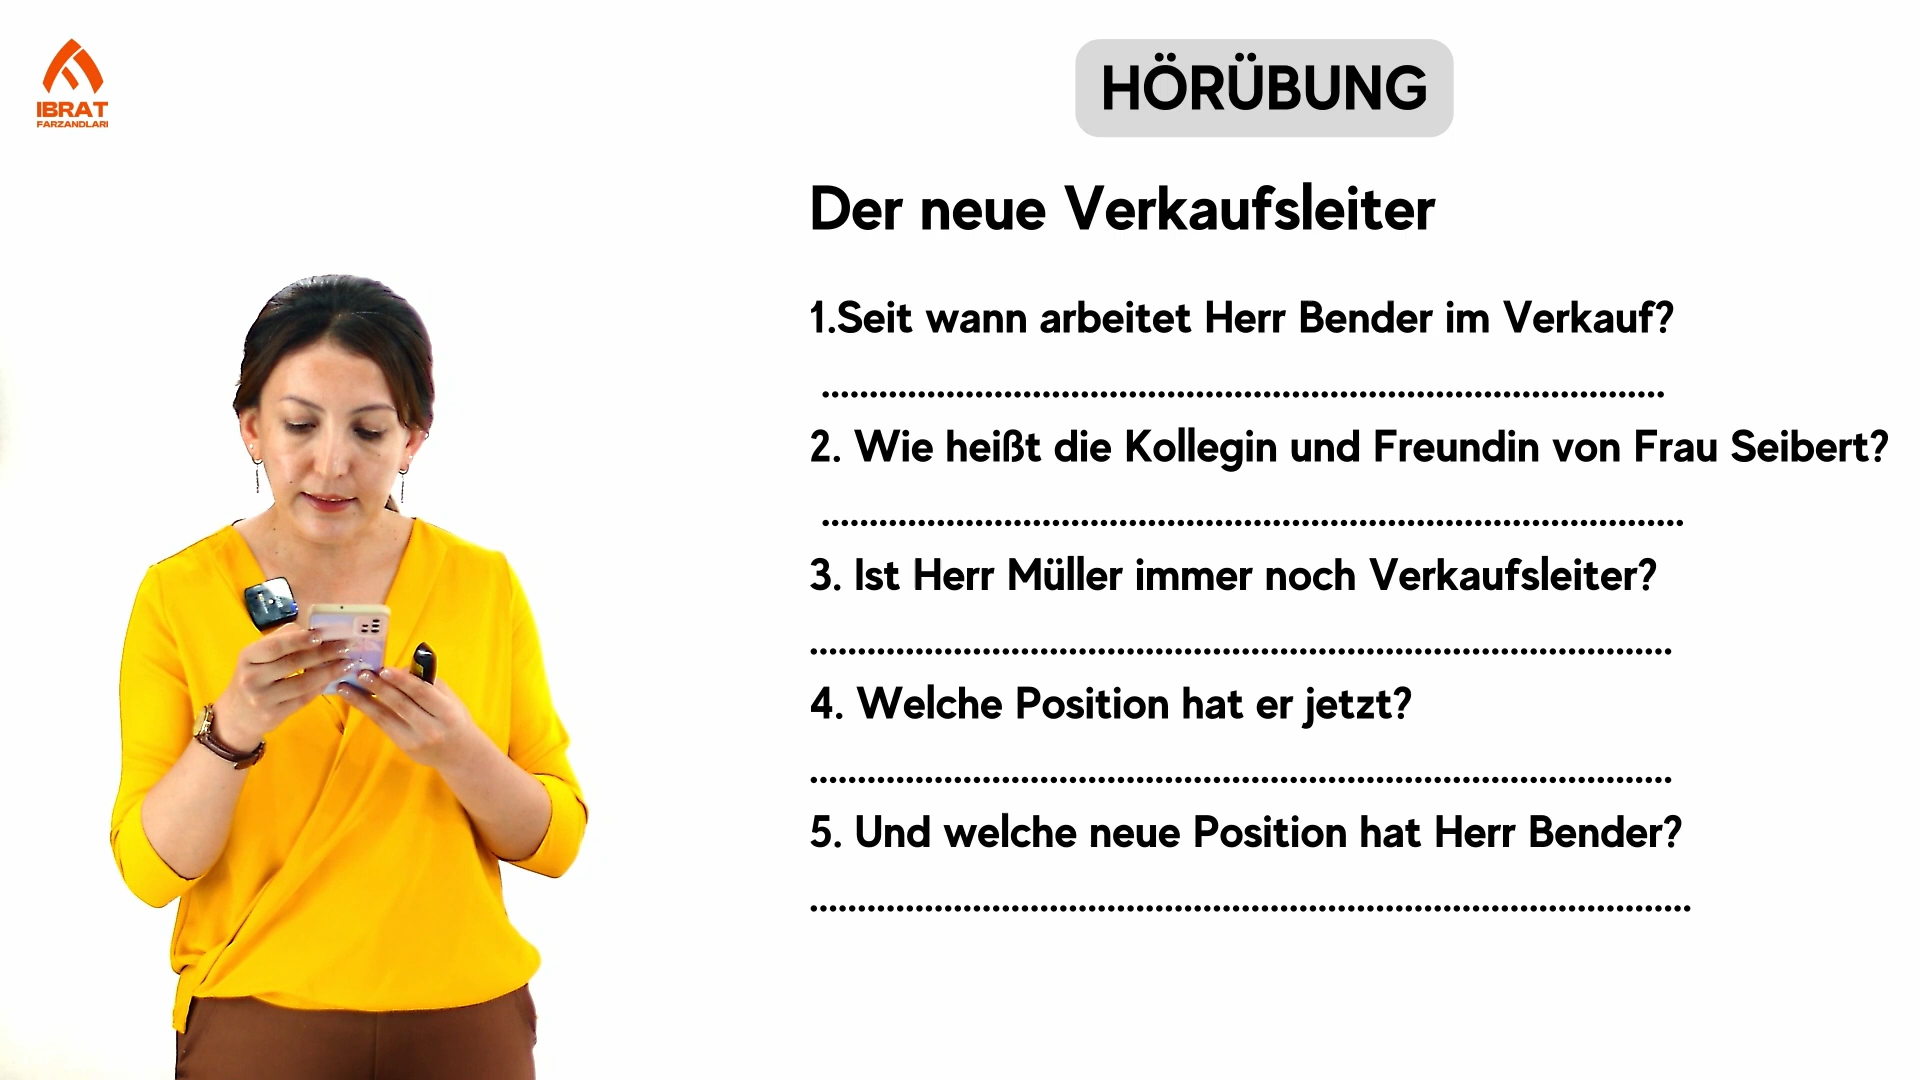 IBRAT
FARZANDLARI
HÖRÜBUNG
Der neue Verkaufsleiter
1.Seit wann arbeitet Herr Bender im Verkauf?
........................................................................................
2. Wie heißt die Kollegin und Freundin von Frau Seibert?
..........................................................................................
3. Ist Herr Müller immer noch Verkaufsleiter?
..........................................................................................
4. Welche Position hat er jetzt?
..........................................................................................
5. Und welche neue Position hat Herr Bender?
............................................................................................